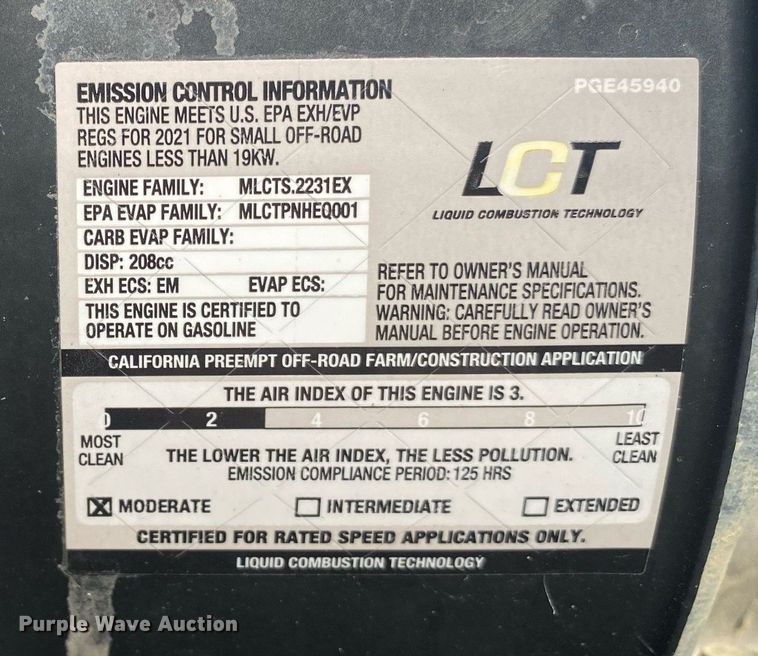 EMISSION CONTROL INFORMATION
THIS ENGINE MEETS U.S. EPA EXH/EVP
REGS FOR 2021 FOR SMALL OFF-ROAD
ENGINES LESS THAN 19KW.
PGE45940
LCT
LIQUID COMBUSTION TECHNOLOGY
ENGINE FAMILY: MLCTS.2231EX
EPA EVAP FAMILY: MLCTPNHEQ001
CARB EVAP FAMILY:
DISP: 208cc
EXH ECS: EM EVAP ECS:
THIS ENGINE IS CERTIFIED TO
OPERATE ON GASOLINE
REFER TO OWNER'S MANUAL
FOR MAINTENANCE SPECIFICATIONS.
WARNING: CAREFULLY READ OWNER'S
MANUAL BEFORE ENGINE OPERATION.
CALIFORNIA PREEMPT OFF-ROAD FARM/CONSTRUCTION APPLICATION
THE AIR INDEX OF THIS ENGINE IS 3.
0 2 4 6 8 10
MOST
CLEAN
LEAST
CLEAN
THE LOWER THE AIR INDEX, THE LESS POLLUTION.
EMISSION COMPLIANCE PERIOD: 125 HRS
MODERATE INTERMEDIATE EXTENDED
CERTIFIED FOR RATED SPEED APPLICATIONS ONLY.
LIQUID COMBUSTION TECHNOLOGY
Purple Wave Auction